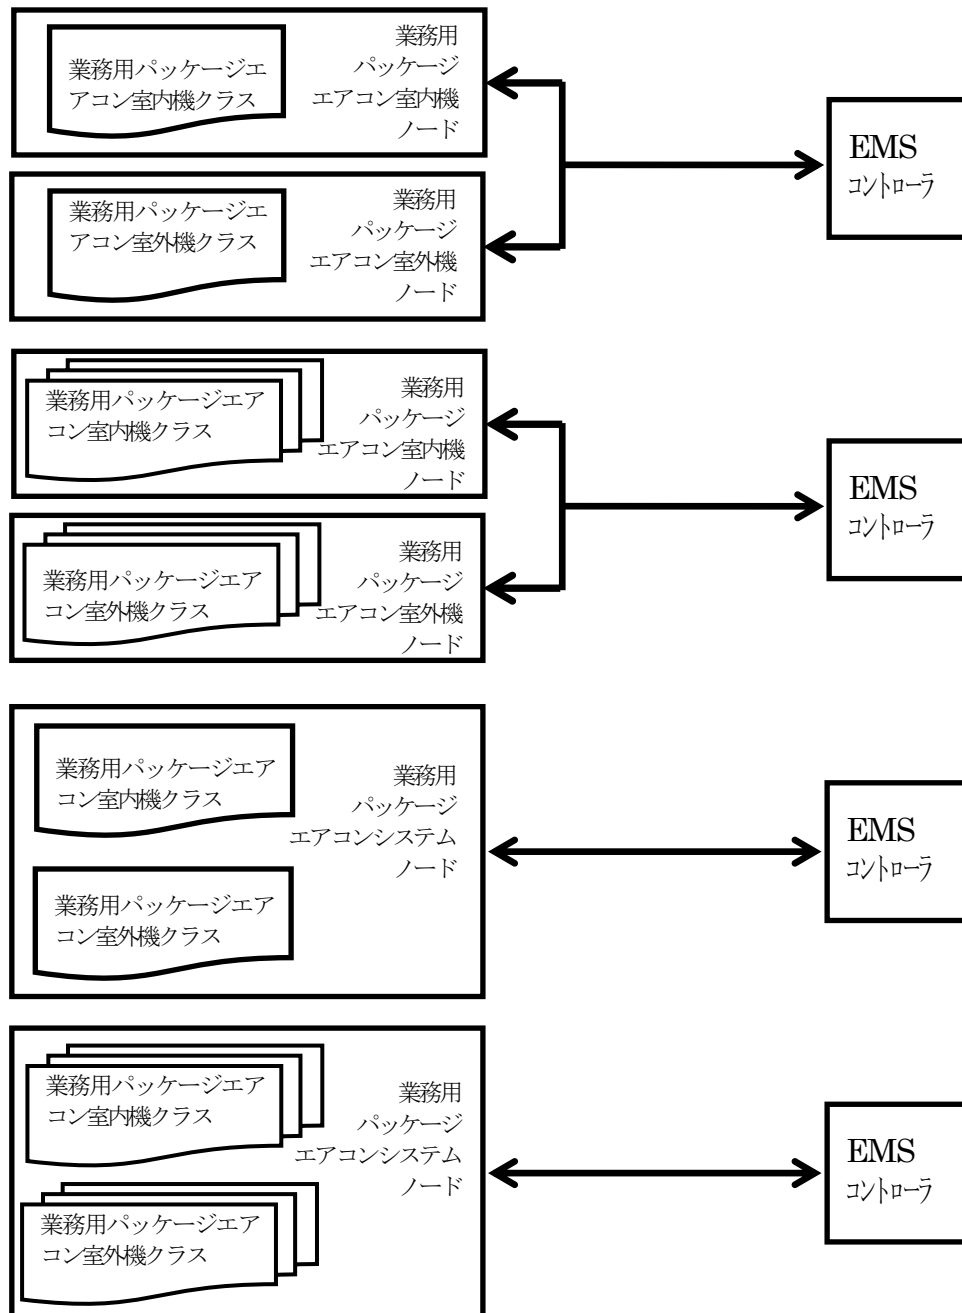 業務用パッケージエ
アコン室内機クラス
業務用
パッケージ
エアコン室内機
ノード
業務用パッケージエ
アコン室外機クラス
業務用
パッケージ
エアコン室外機
ノード
EMS
コントローラ
業務用パッケージエア
コン室内機クラス
業務用
パッケージ
エアコン室内機
ノード
業務用パッケージエア
コン室外機クラス
業務用
パッケージ
エアコン室外機
ノード
EMS
コントローラ
業務用パッケージエア
コン室内機クラス
業務用パッケージエア
コン室外機クラス
業務用
パッケージ
エアコンシステム
ノード
EMS
コントローラ
業務用パッケージエア
コン室内機クラス
業務用パッケージエア
コン室外機クラス
業務用
パッケージ
エアコンシステム
ノード
EMS
コントローラ